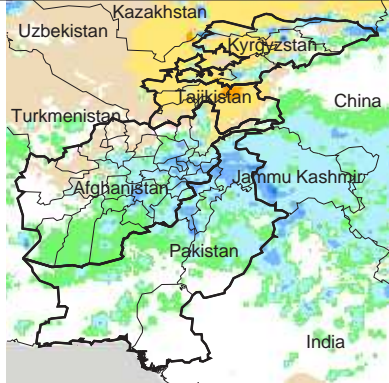 Kazakhstan
Uzbekistan
Kyrgyzstan
Tajikistan
China
Turkmenistan
Afghanistan
Jammu Kashmir
Pakistan
India